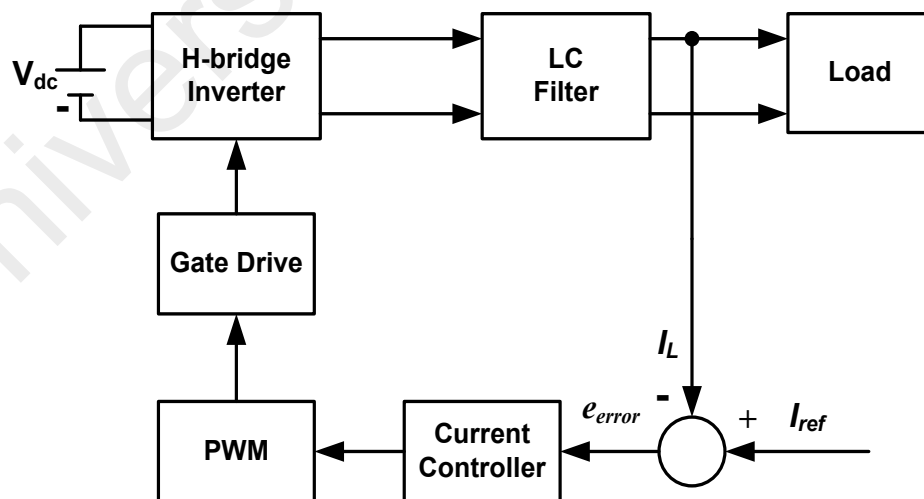 H-bridge
Inverter
LC
Filter
Load
V_dc
-
Gate Drive
I_L
-
e_error
+
I_ref
PWM
Current
Controller